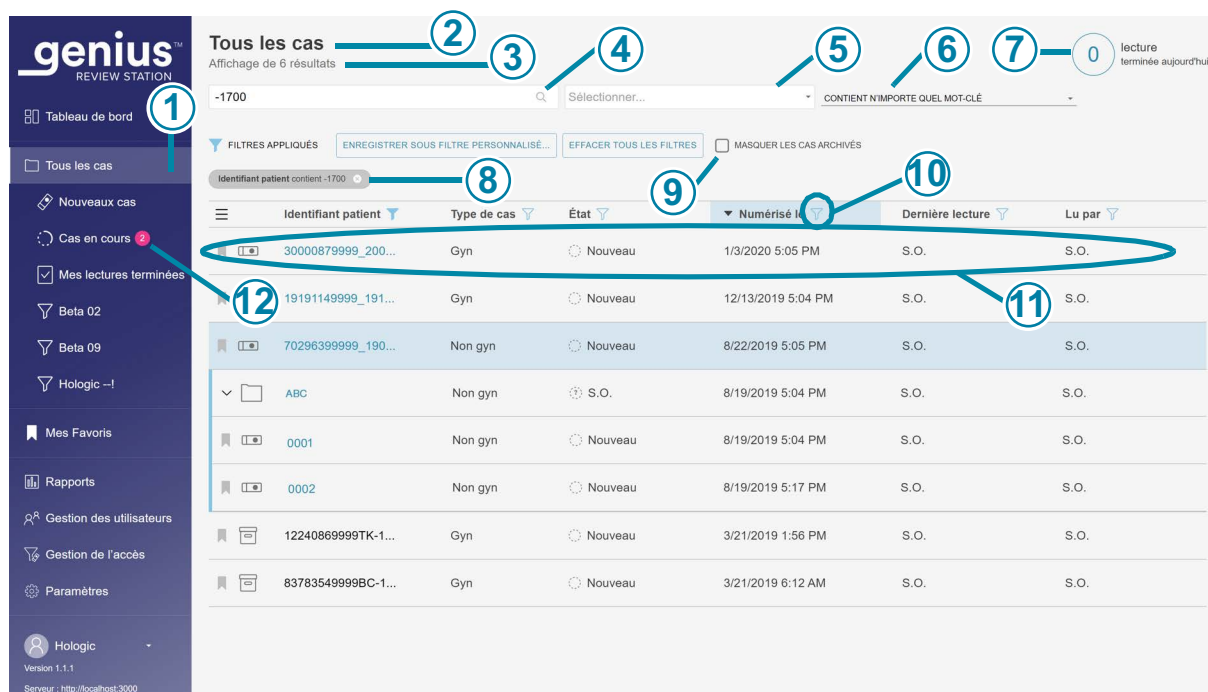 genius™
REVIEW STATION
Tableau de bord
Tous les cas
Nouveaux cas
Cas en cours 2
Mes lectures terminées
Beta 02
Beta 09
Hologic --!
Mes Favoris
Rapports
Gestion des utilisateurs
Gestion de l'accès
Paramètres
Hologic
Version 1.1.1
Serveur : http://localhost:3000
1
12
Tous les cas
2
Affichage de 6 résultats
3
4
5
6
7
0 lecture
terminée aujourd'hui
-1700
Sélectionner...
CONTIENT N'IMPORTE QUEL MOT-CLÉ
FILTRES APPLIQUÉS
ENREGISTRER SOUS FILTRE PERSONNALISÉ...
EFFACER TOUS LES FILTRES
MASQUER LES CAS ARCHIVÉS
Identifiant patient contient -1700
8
9
10
Identifiant patient Type de cas État Numérisé Dernière lecture Lu par
30000879999_200... Gyn Nouveau 1/3/2020 5:05 PM S.O. S.O.
11
19191149999_191... Gyn Nouveau 12/13/2019 5:04 PM S.O. S.O.
70296399999_190... Non gyn Nouveau 8/22/2019 5:05 PM S.O. S.O.
ABC Non gyn S.O. 8/19/2019 5:04 PM S.O. S.O.
0001 Non gyn Nouveau 8/19/2019 5:04 PM S.O. S.O.
0002 Non gyn Nouveau 8/19/2019 5:17 PM S.O. S.O.
12240869999TK-1... Gyn Nouveau 3/21/2019 1:56 PM S.O. S.O.
83783549999BC-1... Gyn Nouveau 3/21/2019 6:12 AM S.O. S.O.